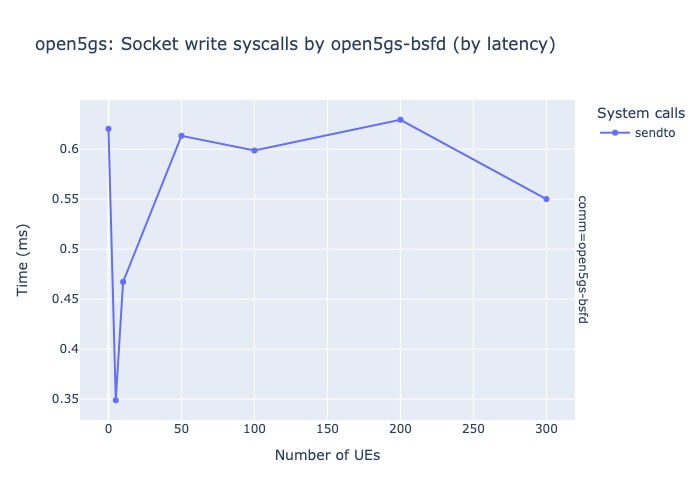 open5gs: Socket write syscalls by open5gs-bsfd (by latency)
System calls
sendto
0.6
0.55
0.5
0.45
0.4
0.35
Time (ms)
comm=open5gs-bsfd
0 50 100 150 200 250 300
Number of UEs